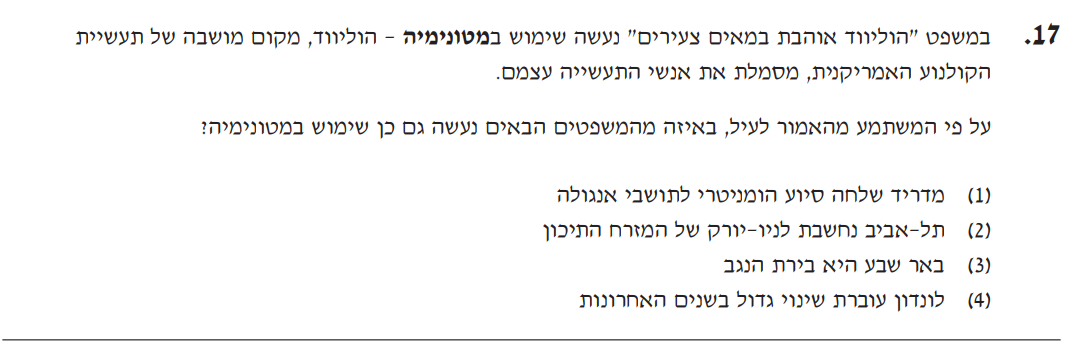 17. במשפט "הוליווד אוהבת במאים צעירים" נעשה שימוש במטונימיה – הוליווד, מקום מושבה של תעשיית
הקולנוע האמריקנית, מסמלת את אנשי התעשייה עצמם.
על פי המשתמע מהאמור לעיל, באיזה מהמשפטים הבאים נעשה גם כן שימוש במטונימיה?
(1) מדריד שלחה סיוע הומניטרי לתושבי אנגולה
(2) תל-אביב נחשבת לניו-יורק של המזרח התיכון
(3) באר שבע היא בירת הנגב
(4) לונדון עוברת שינוי גדול בשנים האחרונות